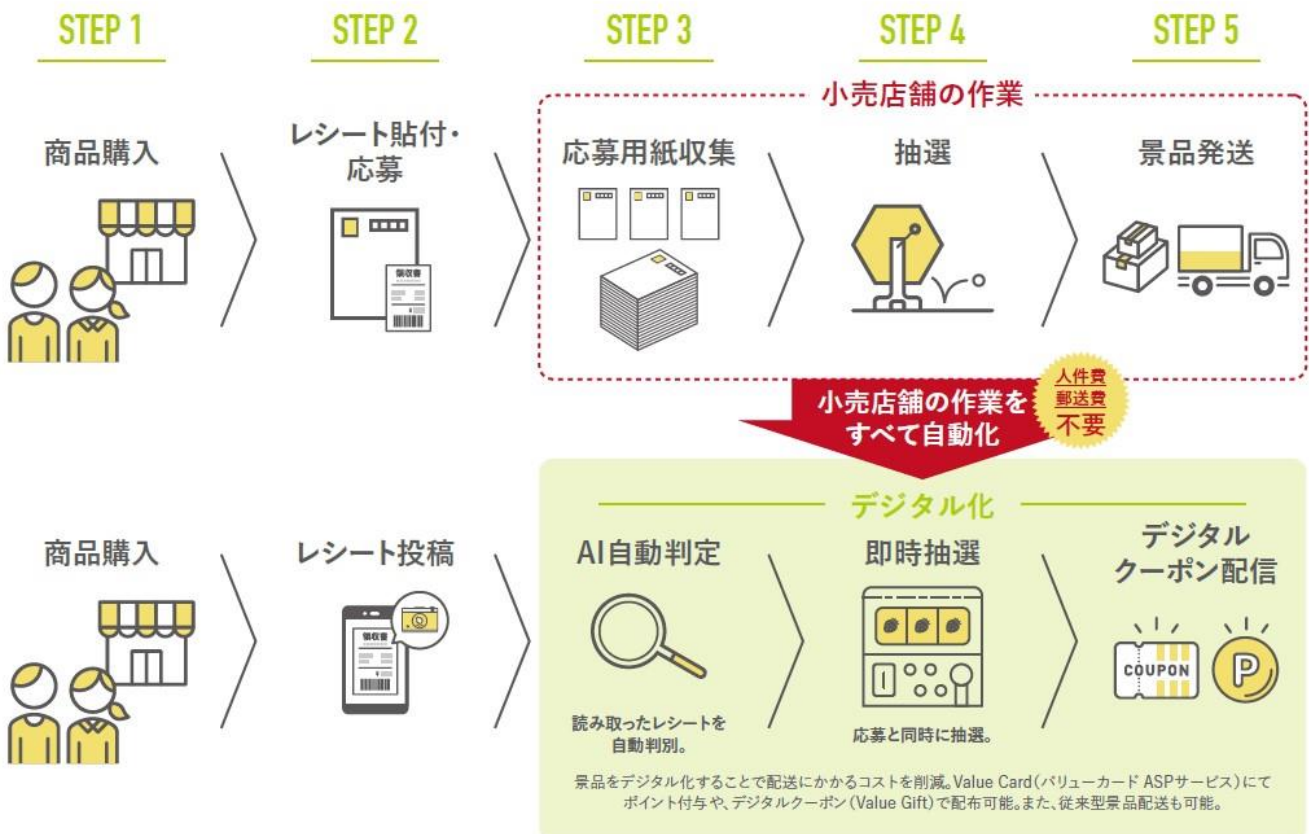 STEP 1
STEP 2
STEP 3
STEP 4
STEP 5
小売店舗の作業
商品購入
レシート貼付・
応募
応募用紙収集
抽選
景品発送
領収書
小売店舗の作業を
すべて自動化
人件費
郵送費
不要
デジタル化
商品購入
レシート投稿
AI自動判定
即時抽選
デジタル
クーポン配信
領収書
COUPON
P
読み取ったレシートを
自動判別。
応募と同時に抽選。
景品をデジタル化することで配送にかかるコストを削減。Value Card(バリューカード ASPサービス)にて
ポイント付与や、デジタルクーポン(Value Gift)で配布可能。また、従来型景品配送も可能。